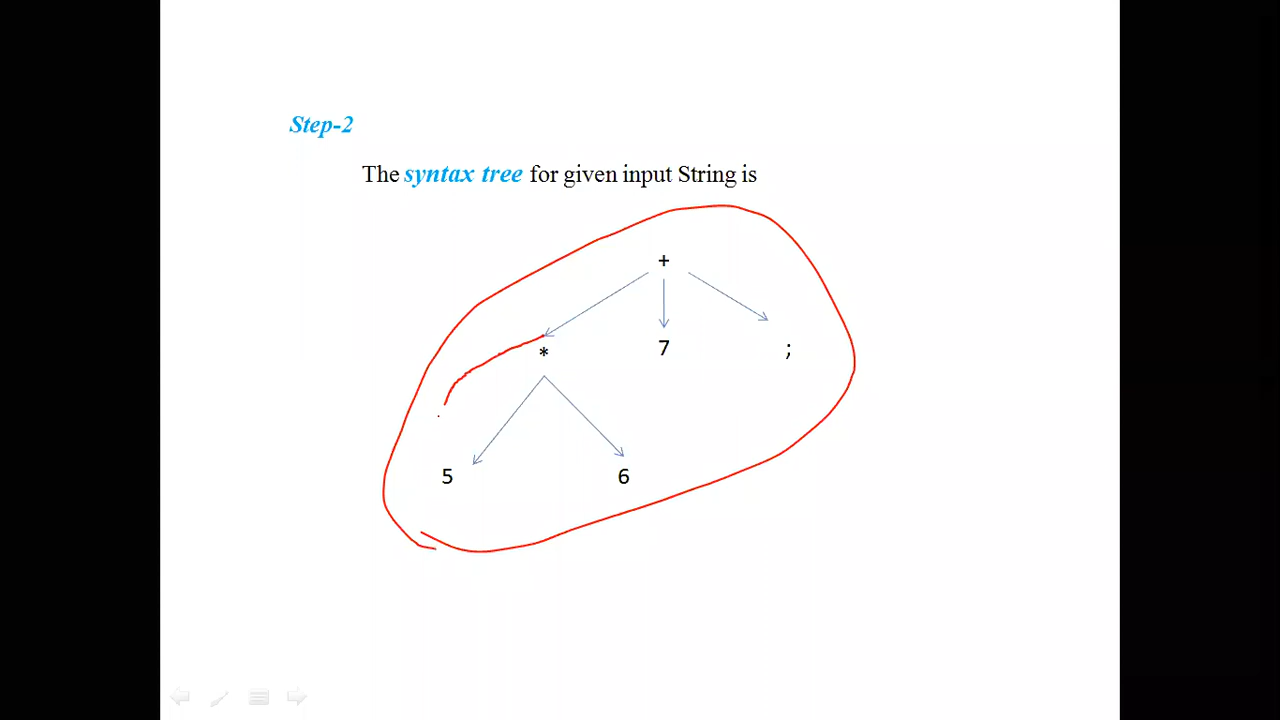 Step-2
The syntax tree for given input String is
+
* 7 ;
5 6